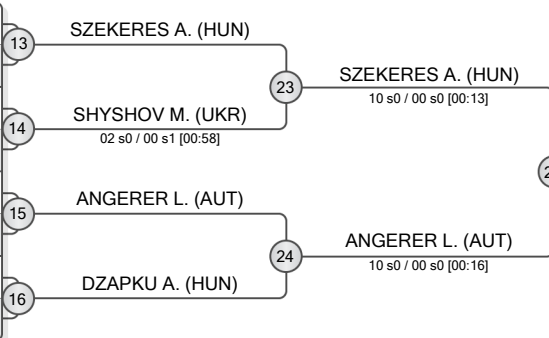 13
SZEKERES A. (HUN)
23
SZEKERES A. (HUN)
10 s0 / 00 s0 [00:13]
14
SHYSHOV M. (UKR)
02 s0 / 00 s1 [00:58]
15
ANGERER L. (AUT)
24
ANGERER L. (AUT)
10 s0 / 00 s0 [00:16]
16
DZAPKU A. (HUN)